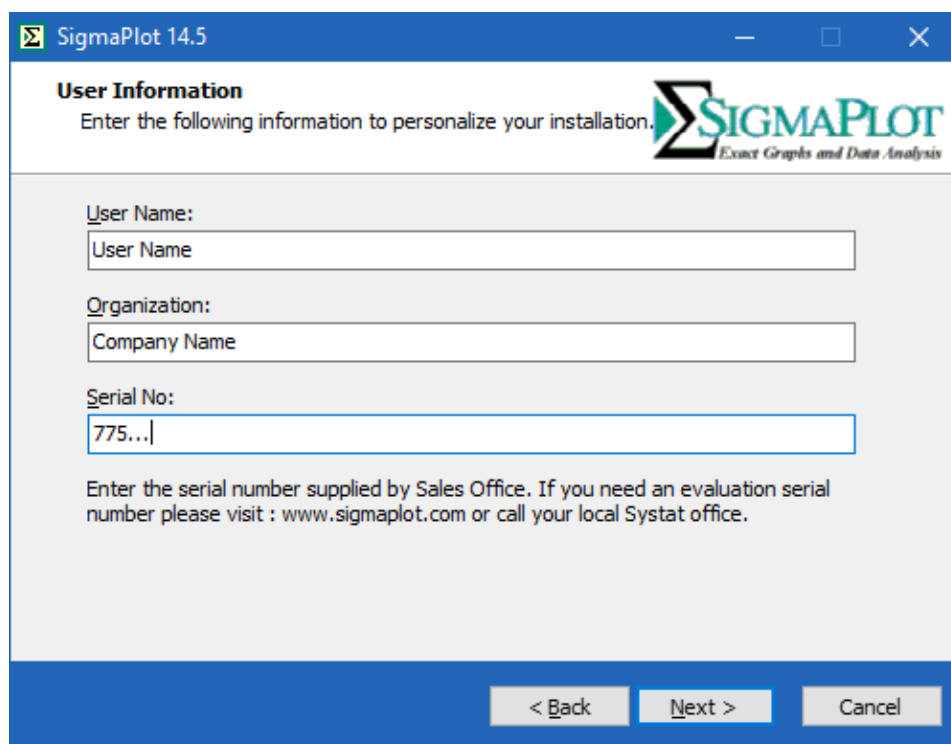 SigmaPlot 14.5
User Information
Enter the following information to personalize your installation.
SIGMAPLOT
Exact Graphs and Data Analysis
User Name:
User Name
Organization:
Company Name
Serial No:
775...
Enter the serial number supplied by Sales Office. If you need an evaluation serial
number please visit : www.sigmaplot.com or call your local Systat office.
< Back
Next >
Cancel